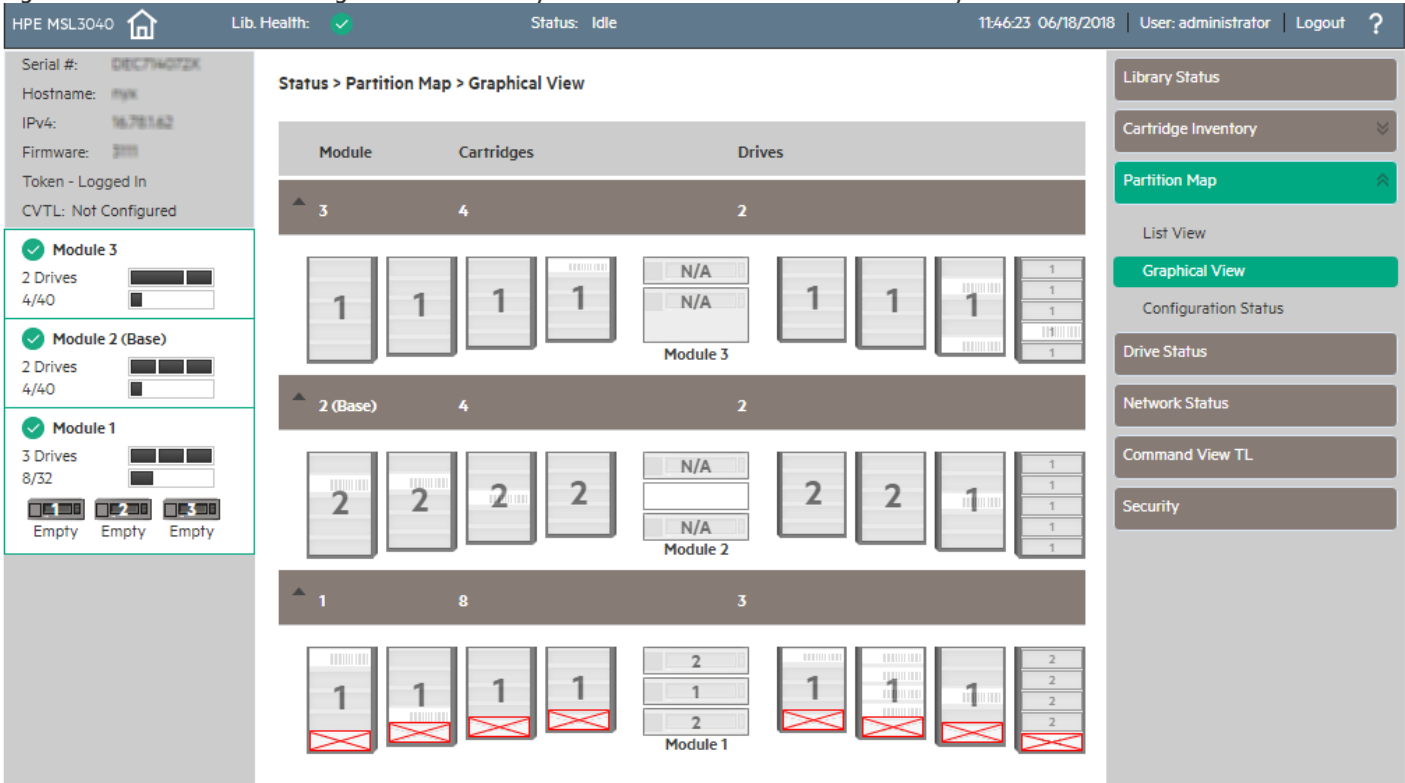 HPE MSL3040 Lib. Health: Status: Idle 11:46:23 06/18/2018 User: administrator Logout ?
Serial #:
Hostname:
IPv4:
Firmware:
Token - Logged In
CVTL: Not Configured
Module 3
2 Drives
4/40
Module 2 (Base)
2 Drives
4/40
Module 1
3 Drives
8/32
1 2 3
Empty Empty Empty
Status > Partition Map > Graphical View
Module Cartridges Drives
3 4 2
1 1 1 1 N/A N/A 1 1 1 1 1 1 1 1
Module 3
2 (Base) 4 2
2 2 2 2 N/A N/A 2 2 1 1 1 1 1 1
Module 2
1 8 3
1 1 1 1 2 1 2 1 1 1 2 2 2 2
Module 1
Library Status
Cartridge Inventory
Partition Map
List View
Graphical View
Configuration Status
Drive Status
Network Status
Command View TL
Security